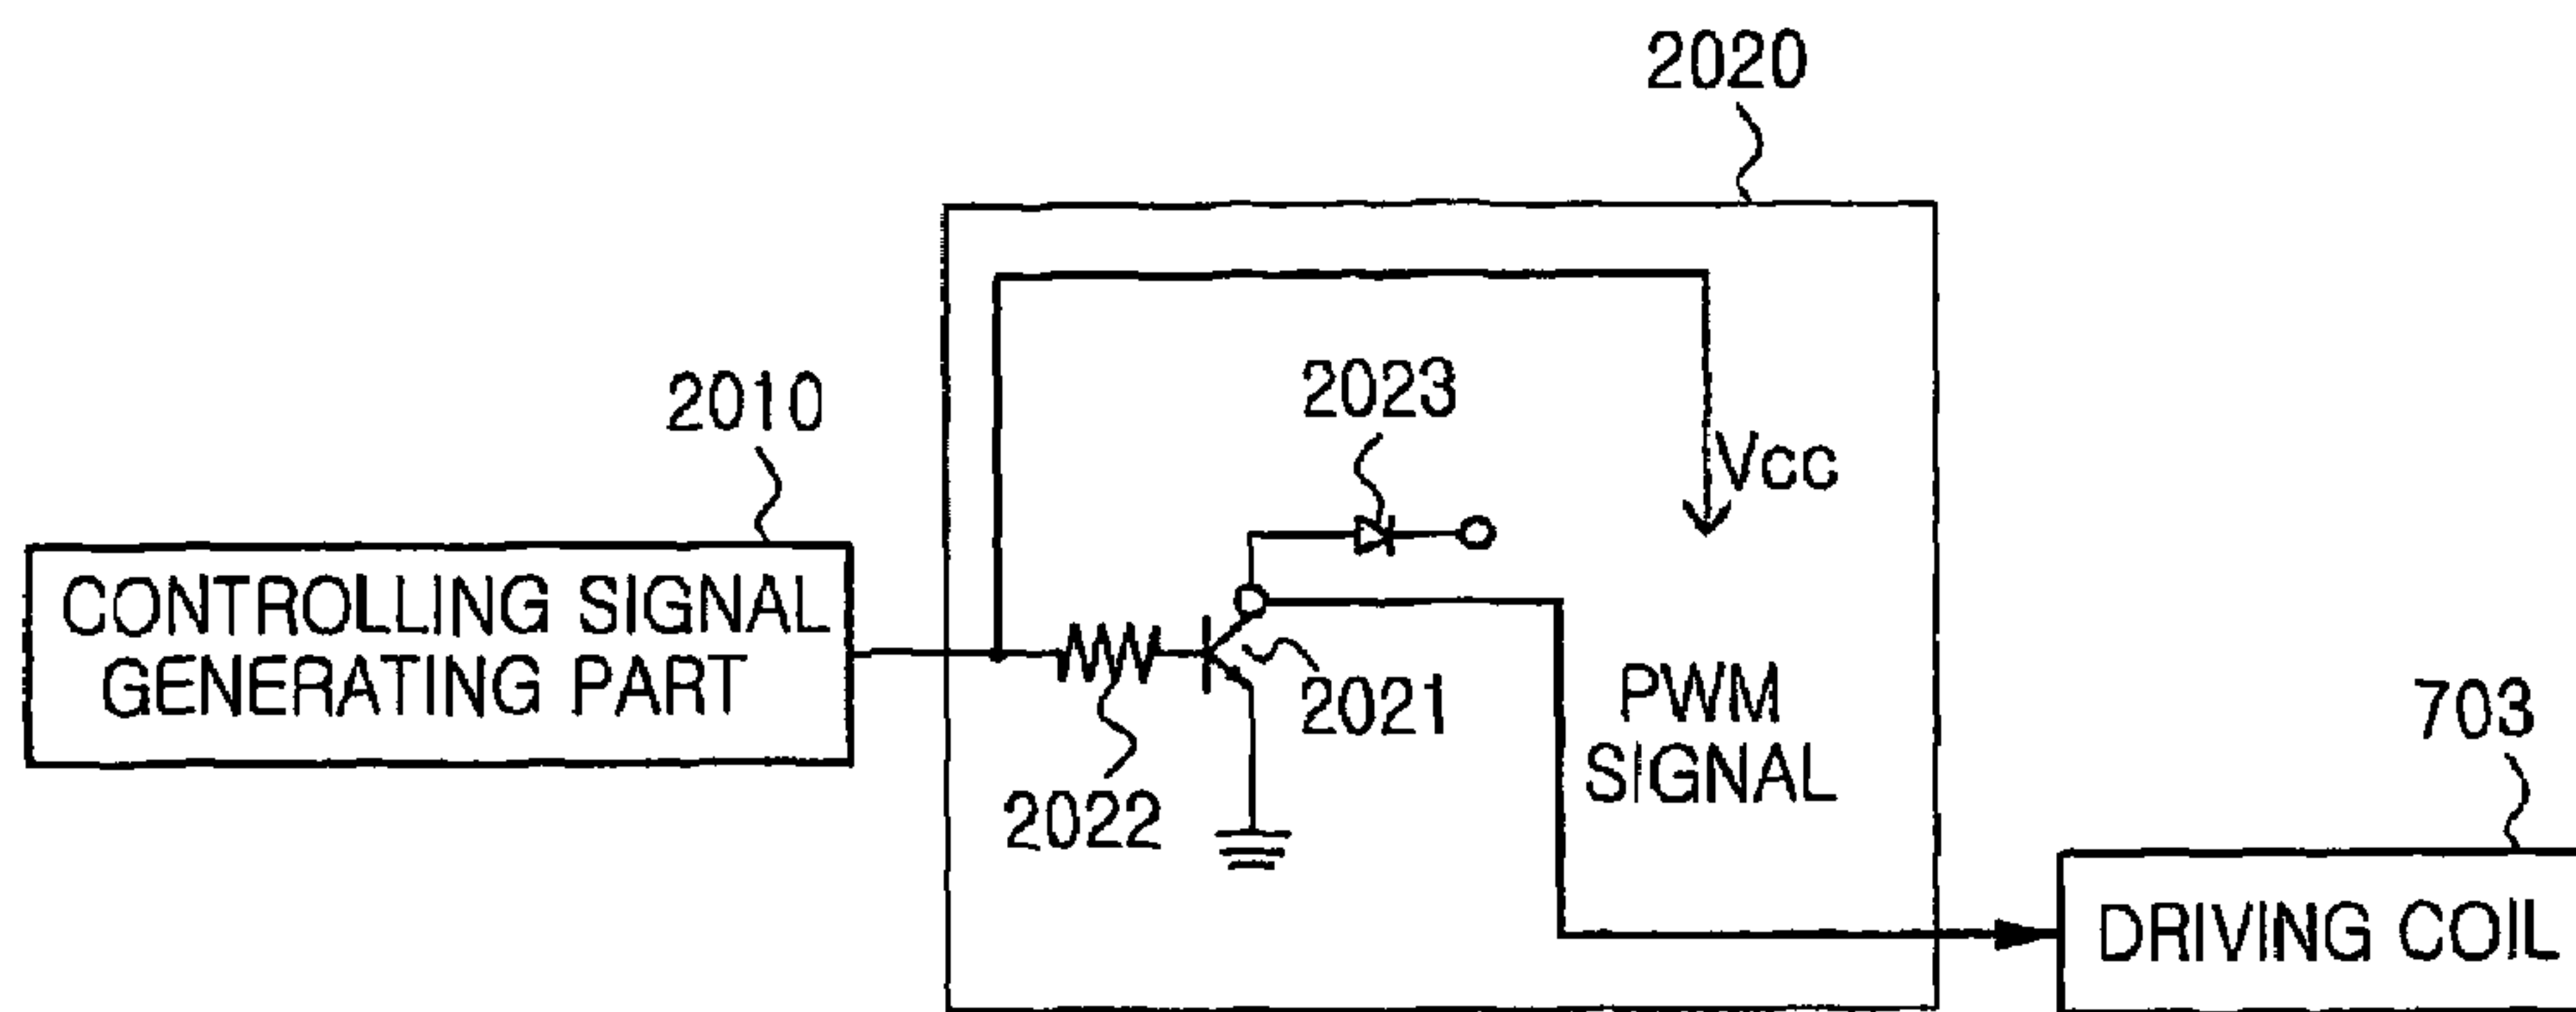 2020
2010
2023
Vcc
CONTROLLING SIGNAL
GENERATING PART
2021
2022
PWM
SIGNAL
703
DRIVING COIL